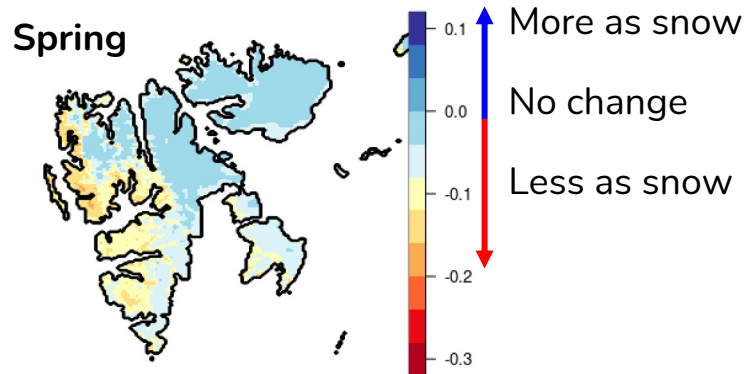 Spring
0.1
0.0
-0.1
-0.2
-0.3
More as snow
No change
Less as snow